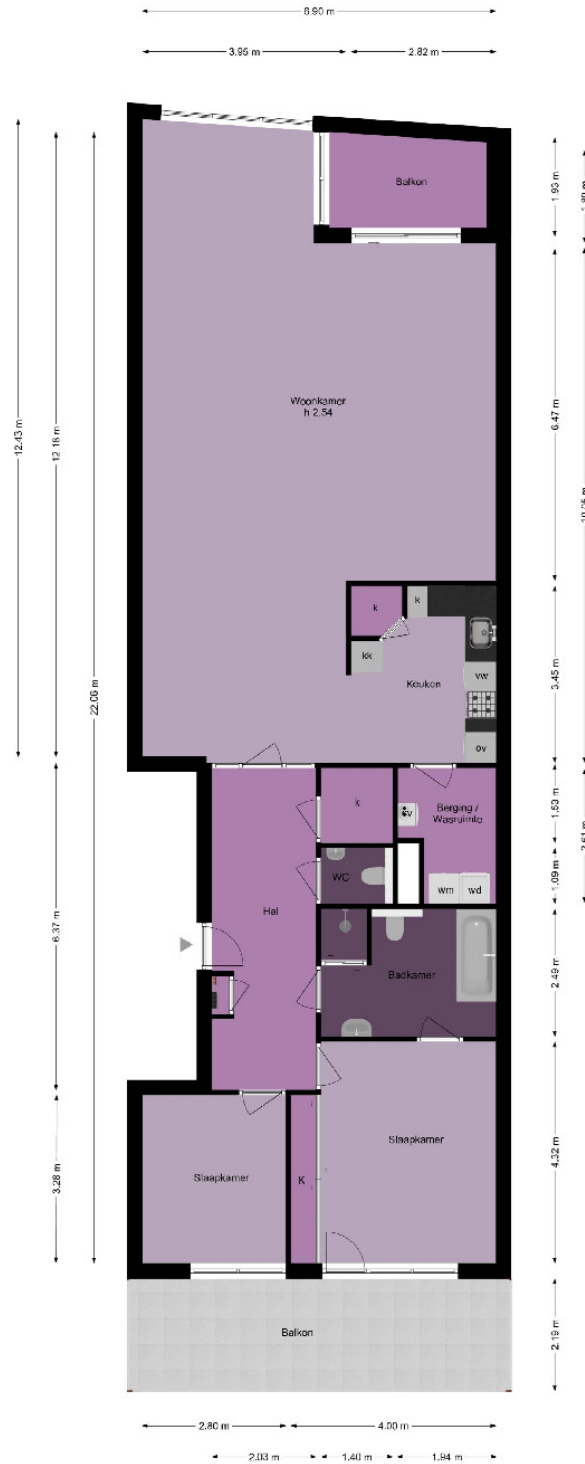 6.90 m
3.95 m
2.82 m
Balkon
1.93 m
Woonkamer
h 2.54
12.43 m
12.18 m
22.06 m
6.47 m
k
k
kk
Keuken
vw
ov
3.45 m
k
Berging /
Wasruimte
cv
wm
wd
1.53 m
WC
1.09 m
Hal
6.37 m
Badkamer
2.49 m
Slaapkamer
Slaapkamer
K
3.28 m
4.32 m
Balkon
2.19 m
2.80 m
4.00 m
2.03 m
1.40 m
1.94 m